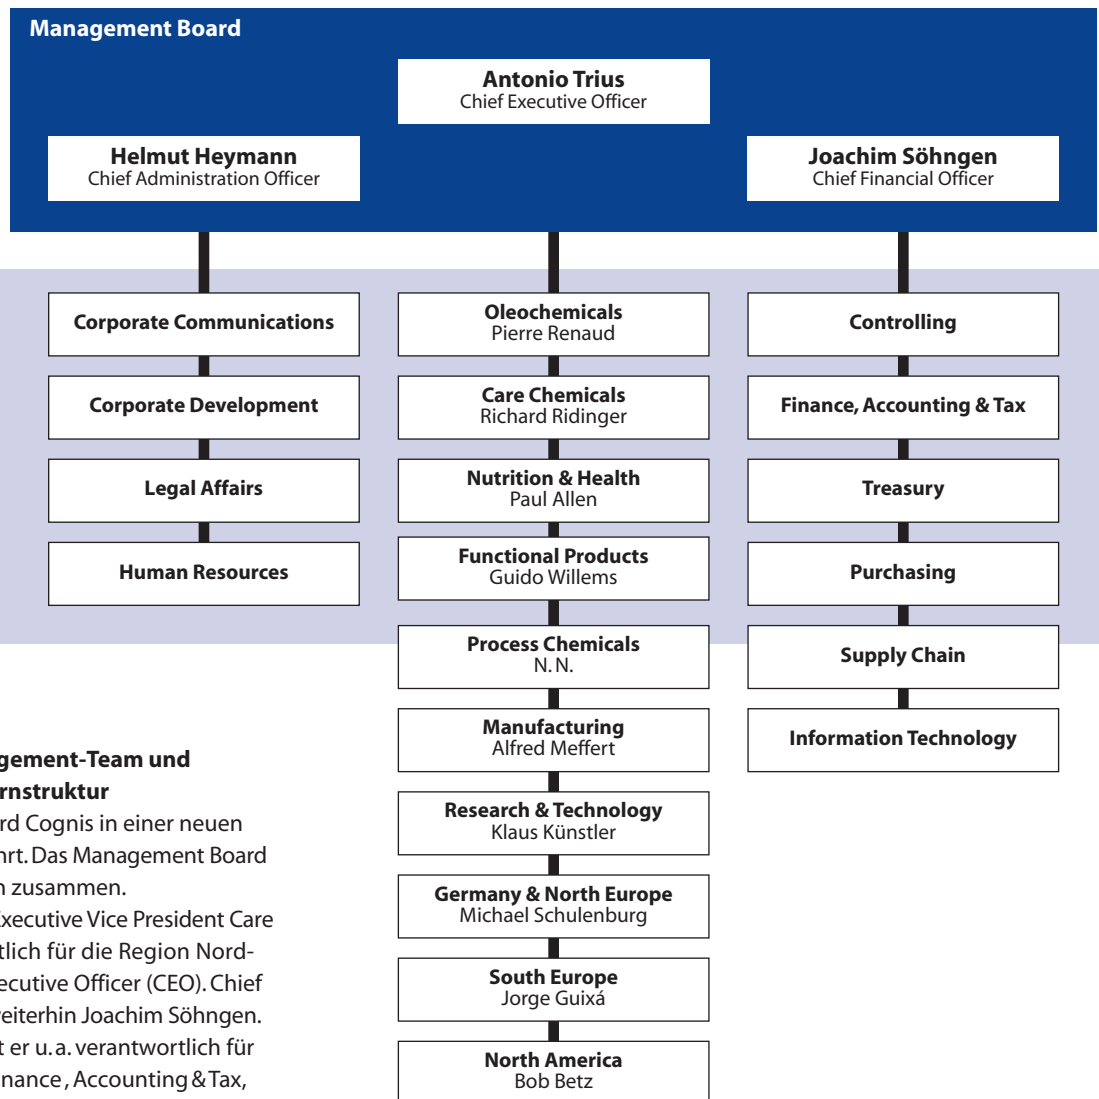 Management Board
Antonio Trius
Chief Executive Officer
Helmut Heymann
Chief Administration Officer
Joachim Söhngen
Chief Financial Officer
Corporate Communications
Corporate Development
Legal Affairs
Human Resources
Oleochemicals
Pierre Renaud
Care Chemicals
Richard Ridinger
Nutrition & Health
Paul Allen
Functional Products
Guido Willems
Process Chemicals
N. N.
Manufacturing
Alfred Meffert
Research & Technology
Klaus Künstler
Germany & North Europe
Michael Schulenburg
South Europe
Jorge Guixá
North America
Bob Betz
Controlling
Finance, Accounting & Tax
Treasury
Purchasing
Supply Chain
Information Technology
gement-Team und
rnstruktur
rd Cognis in einer neuen
hrt. Das Management Board
n zusammen.
Executive Vice President Care
tlich für die Region Nord-
ecutive Officer (CEO). Chief
weiterhin Joachim Söhngen.
t er u. a. verantwortlich für
nance, Accounting & Tax,